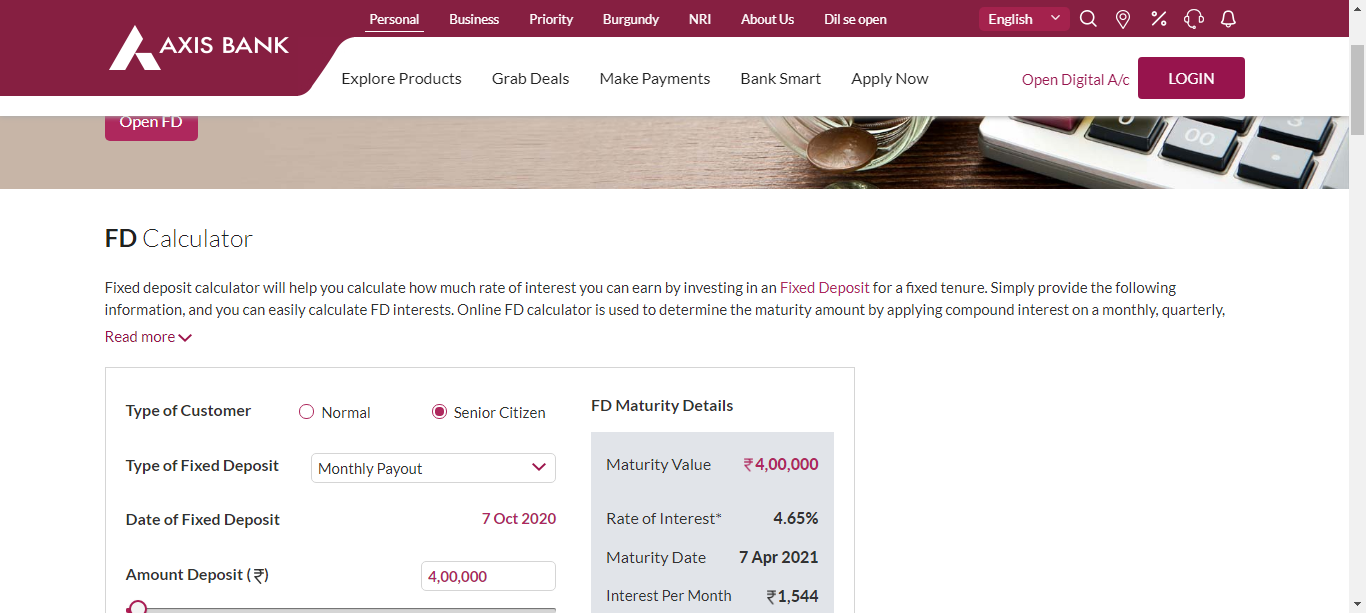 Personal Business Priority Burgundy NRI About Us Dil se open English
AXIS BANK
Explore Products Grab Deals Make Payments Bank Smart Apply Now Open Digital A/c LOGIN
Open FD
0 00 3
FD Calculator
Fixed deposit calculator will help you calculate how much rate of interest you can earn by investing in an Fixed Deposit for a fixed tenure. Simply provide the following
information, and you can easily calculate FD interests. Online FD calculator is used to determine the maturity amount by applying compound interest on a monthly, quarterly,
Read more
Type of Customer Normal Senior Citizen
Type of Fixed Deposit Monthly Payout
Date of Fixed Deposit 7 Oct 2020
Amount Deposit (₹) 4,00,000
FD Maturity Details
Maturity Value ₹4,00,000
Rate of Interest* 4.65%
Maturity Date 7 Apr 2021
Interest Per Month ₹1,544